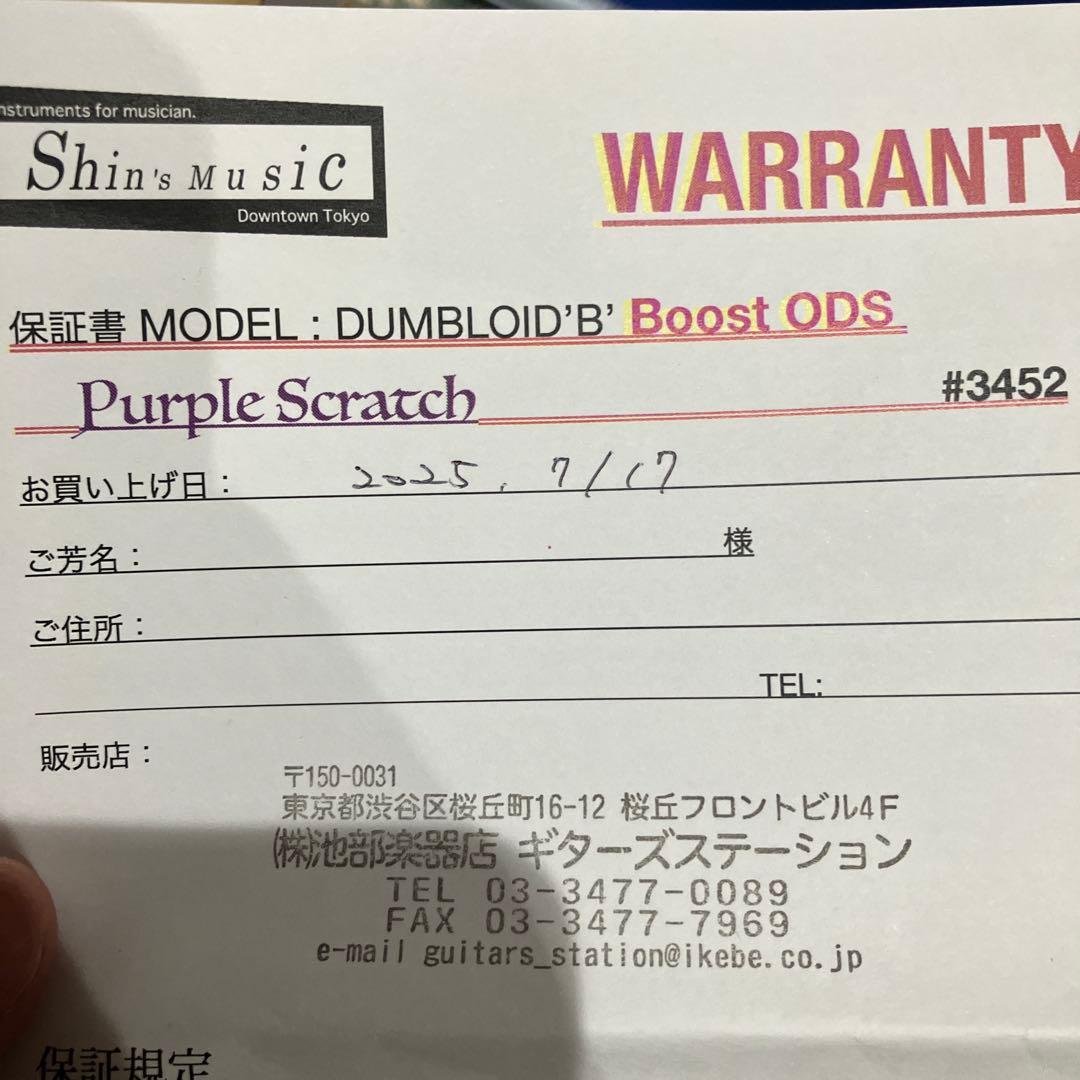 nstruments for musician.
Shin's Music
Downtown Tokyo
WARRANTY
保証書 MODEL : DUMBLOID'B' Boost ODS
Purple Scratch #3452
お買い上げ日： 2025. 7/17
ご芳名： 様
ご住所：
TEL:
販売店：
〒150-0031
東京都渋谷区桜丘町16-12 桜丘フロントビル4F
㈱池部楽器店 ギターズステーション
TEL 03-3477-0089
FAX 03-3477-7969
e-mail guitars_station@ikebe.co.jp
保証規定